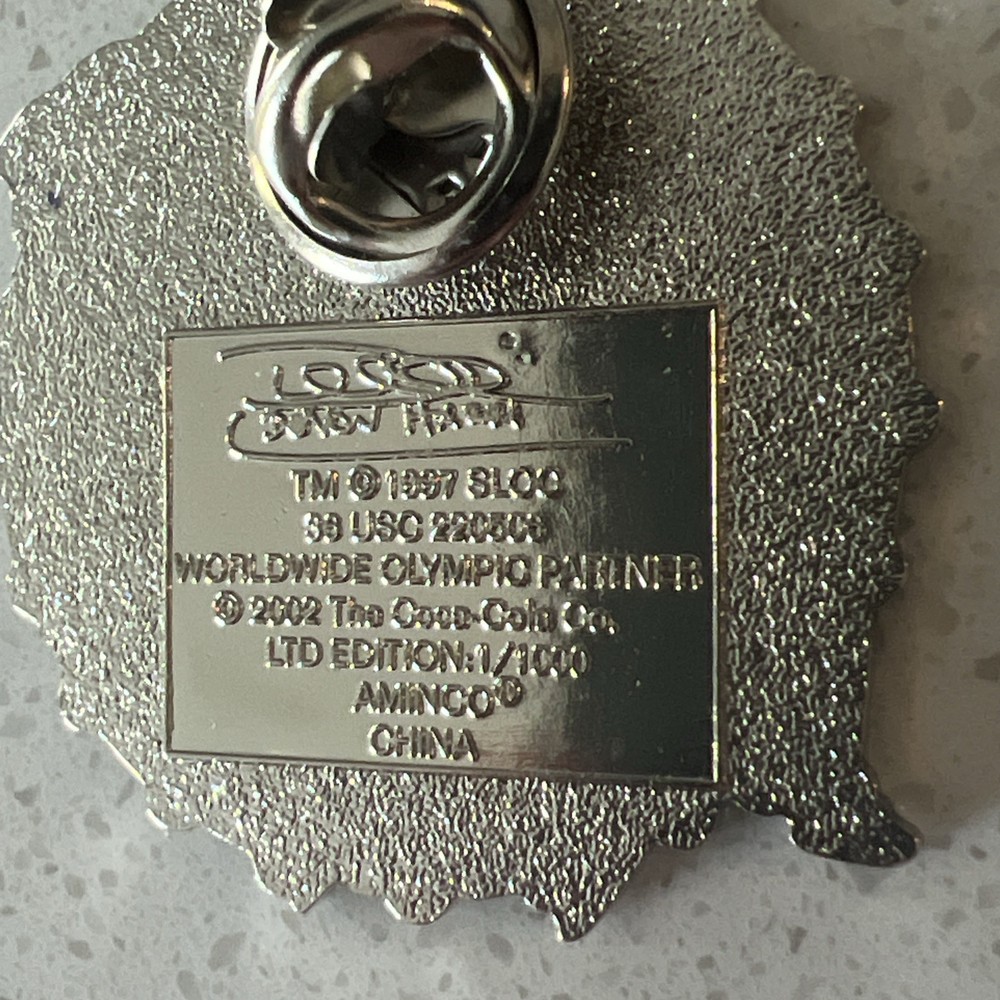 TM © 1997 SLOC
36 USC 220506
WORLDWIDE OLYMPIC PARTNER
© 2002 The Coca-Cola Co.
LTD EDITION:1/1000
AMINCO®
CHINA